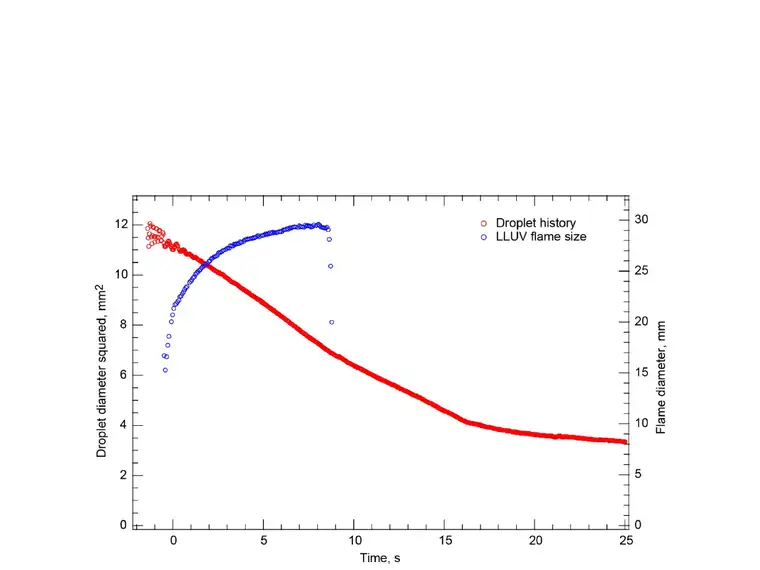 Droplet history
LLUV flame size
12
10
8
6
4
2
0
Droplet diameter squared, mm2
30
25
20
15
10
5
0
Flame diameter, mm
0 5 10 15 20 25
Time, s